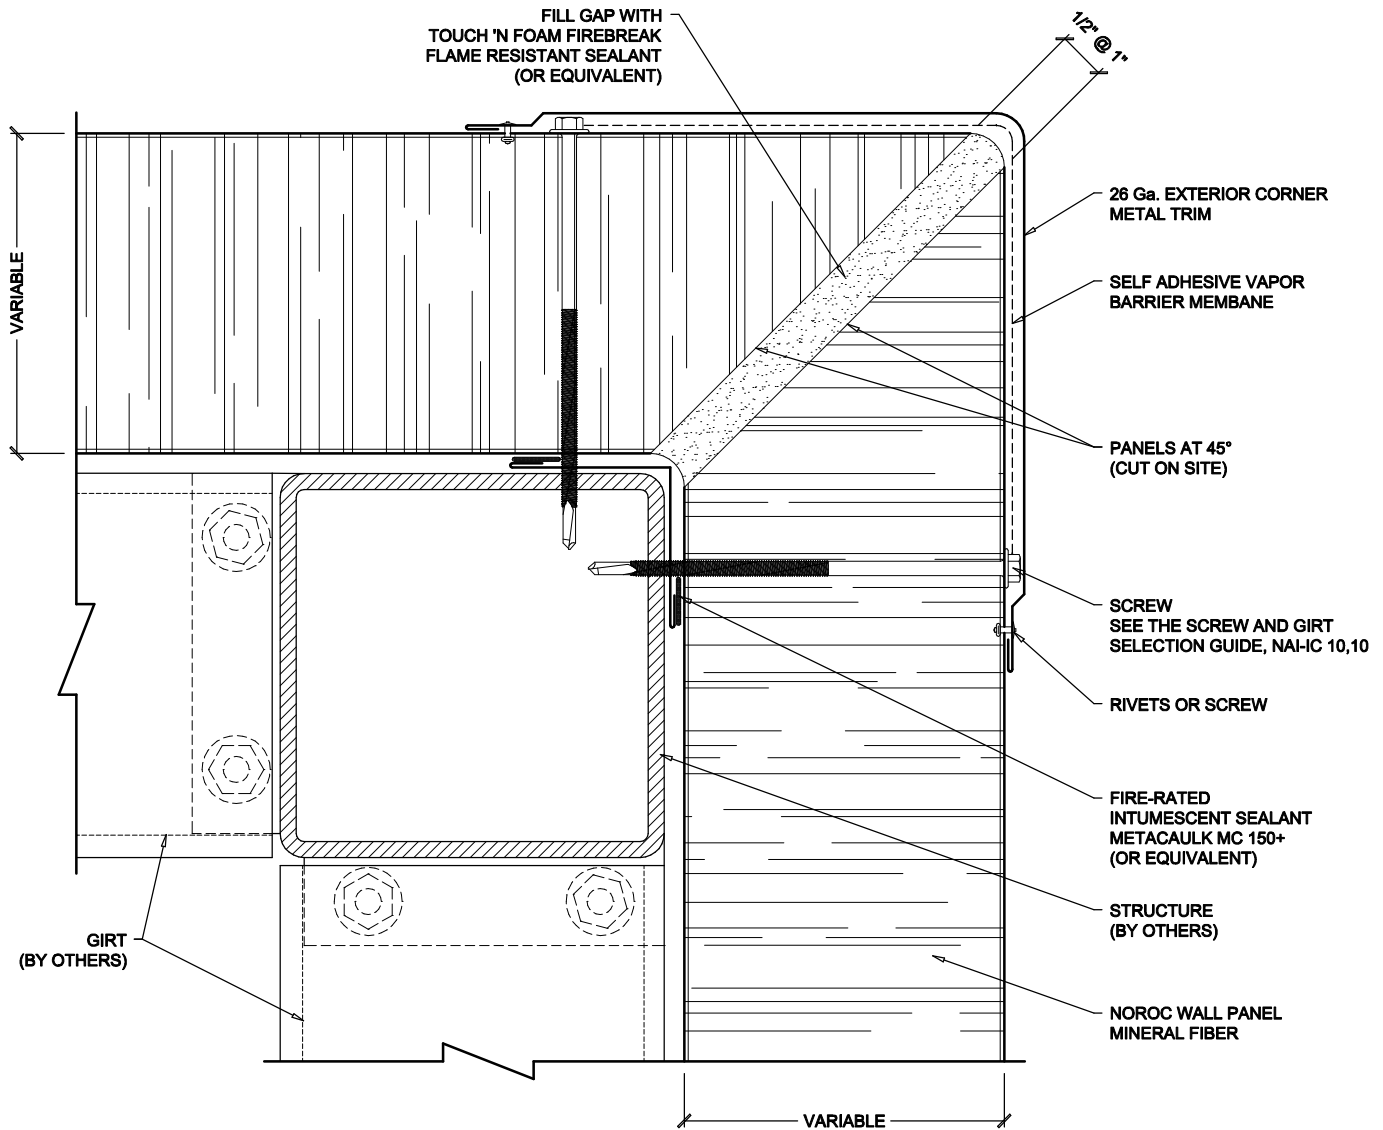 FILL GAP WITH
TOUCH 'N FOAM FIREBREAK
FLAME RESISTANT SEALANT
(OR EQUIVALENT)
1/2" @ 1"
26 Ga. EXTERIOR CORNER
METAL TRIM
VARIABLE
SELF ADHESIVE VAPOR
BARRIER MEMBANE
PANELS AT 45°
(CUT ON SITE)
SCREW
SEE THE SCREW AND GIRT
SELECTION GUIDE, NAI-IC 10,10
RIVETS OR SCREW
FIRE-RATED
INTUMESCENT SEALANT
METACAULK MC 150+
(OR EQUIVALENT)
STRUCTURE
(BY OTHERS)
GIRT
(BY OTHERS)
NOROC WALL PANEL
MINERAL FIBER
VARIABLE